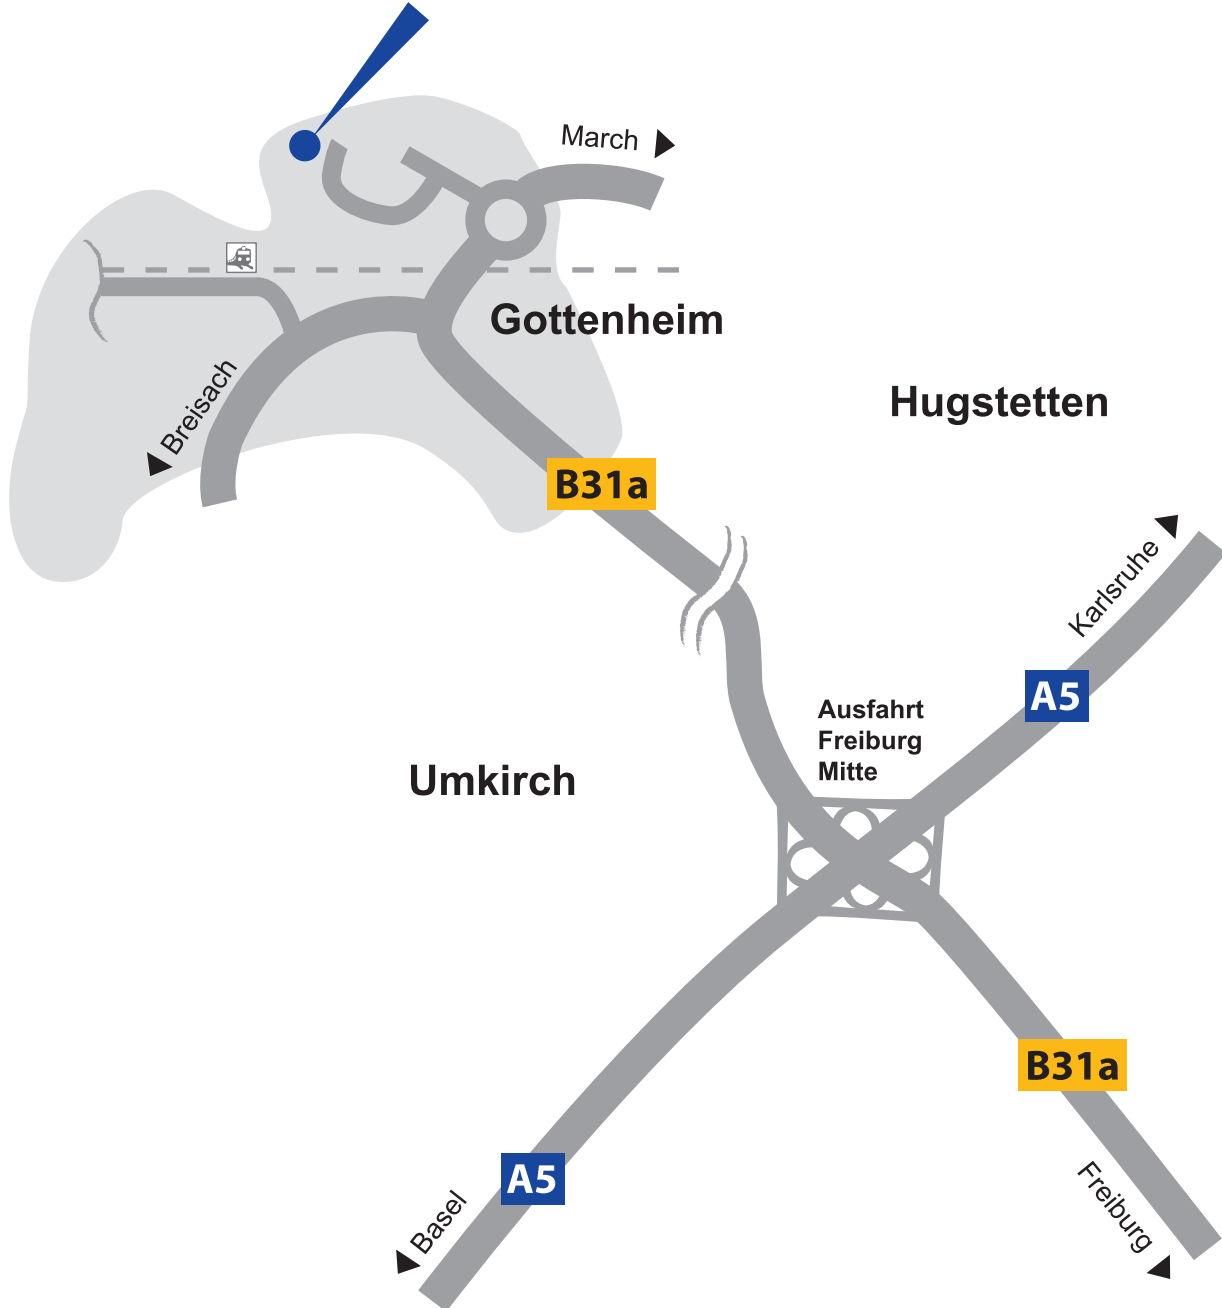 March
Gottenheim
Breisach
Hugstetten
B31a
Karlsruhe
A5
Ausfahrt
Freiburg
Mitte
Umkirch
B31a
A5
Freiburg
Basel